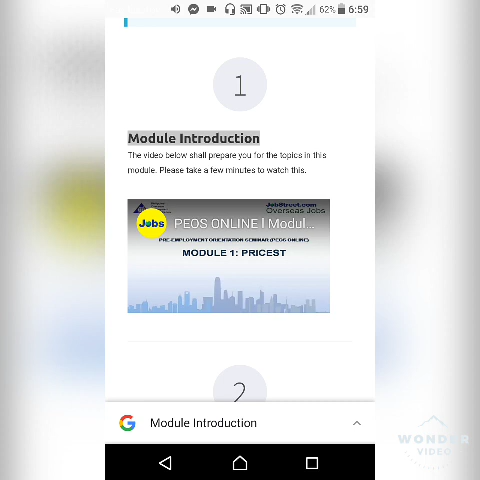 62% 6:59
1
Module Introduction
The video below shall prepare you for the topics in this
module. Please take a few minutes to watch this.
JobStreet.com
Overseas Jobs
Jobs
PEOS ONLINE l Modul...
PRE-EMPLOYMENT ORIENTATION SEMINAR (PEOS ONLINE)
MODULE 1: PRICEST
2
G Module Introduction
WONDER
VIDEO